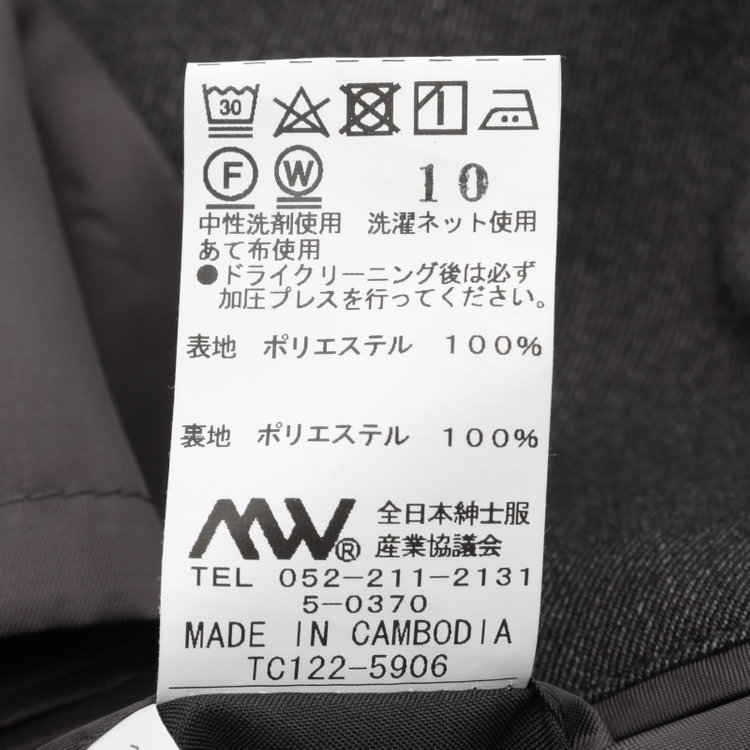 30
F W 10
中性洗剤使用 洗濯ネット使用
あて布使用
●ドライクリーニング後は必ず
加圧プレスを行ってください。
表地 ポリエステル 100%
裏地 ポリエステル 100%
MW® 全日本紳士服
産業協議会
TEL 052-211-2131
5-0370
MADE IN CAMBODIA
TC122-5906